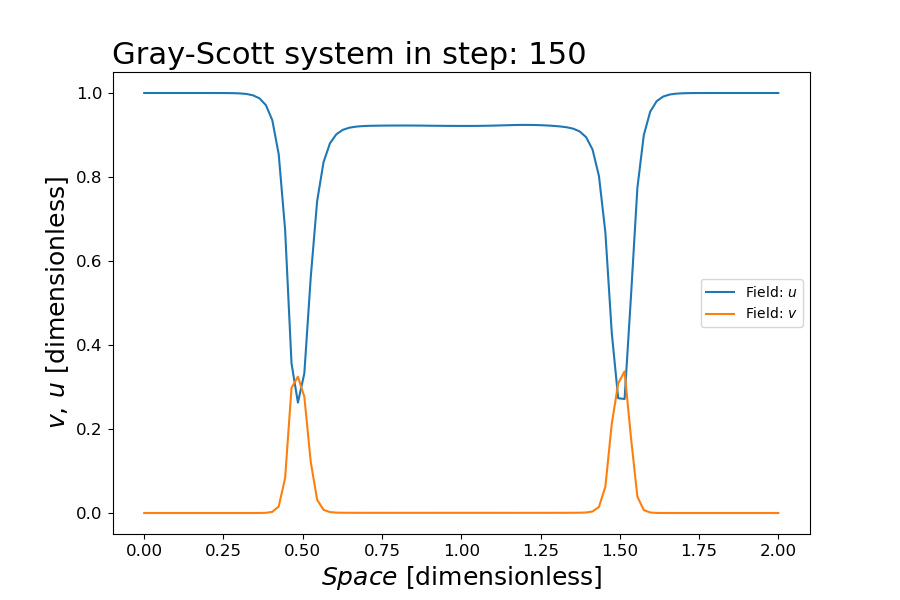 Gray-Scott system in step: 150
v, u [dimensionless]
1.0
0.8
0.6
0.4
0.2
0.0
Field: u
Field: v
0.00 0.25 0.50 0.75 1.00 1.25 1.50 1.75 2.00
Space [dimensionless]